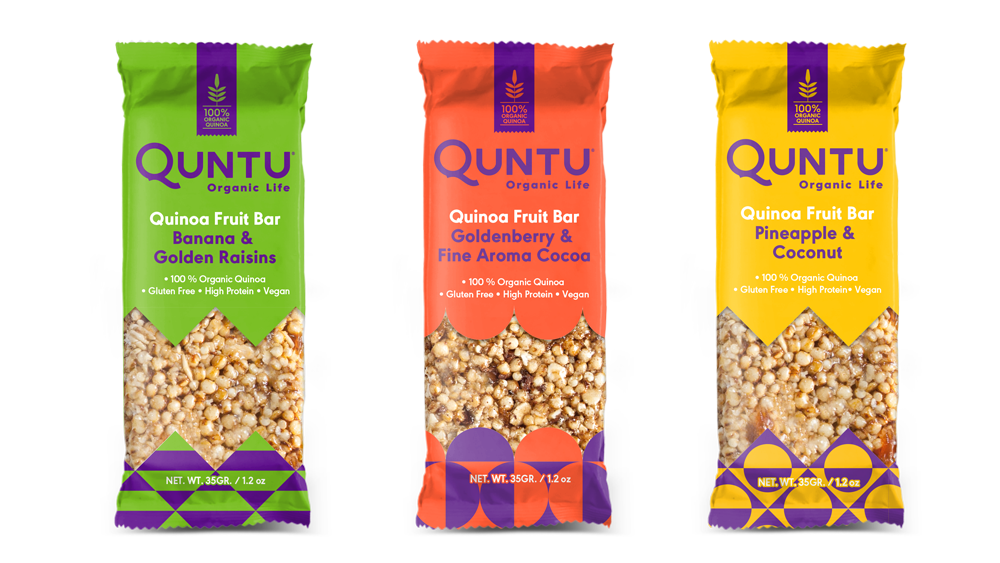 100%
ORGANIC
QUINOA
QUNTU®
Organic Life
Quinoa Fruit Bar
Banana &
Golden Raisins
• 100 % Organic Quinoa
• Gluten Free • High Protein • Vegan
NET. WT. 35GR. / 1.2 oz
100%
ORGANIC
QUINOA
QUNTU®
Organic Life
Quinoa Fruit Bar
Goldenberry &
Fine Aroma Cocoa
• 100 % Organic Quinoa
• Gluten Free • High Protein • Vegan
NET. WT. 35GR. / 1.2 oz
100%
ORGANIC
QUINOA
QUNTU®
Organic Life
Quinoa Fruit Bar
Pineapple &
Coconut
• 100 % Organic Quinoa
• Gluten Free • High Protein• Vegan
NET. WT. 35GR. / 1.2 oz